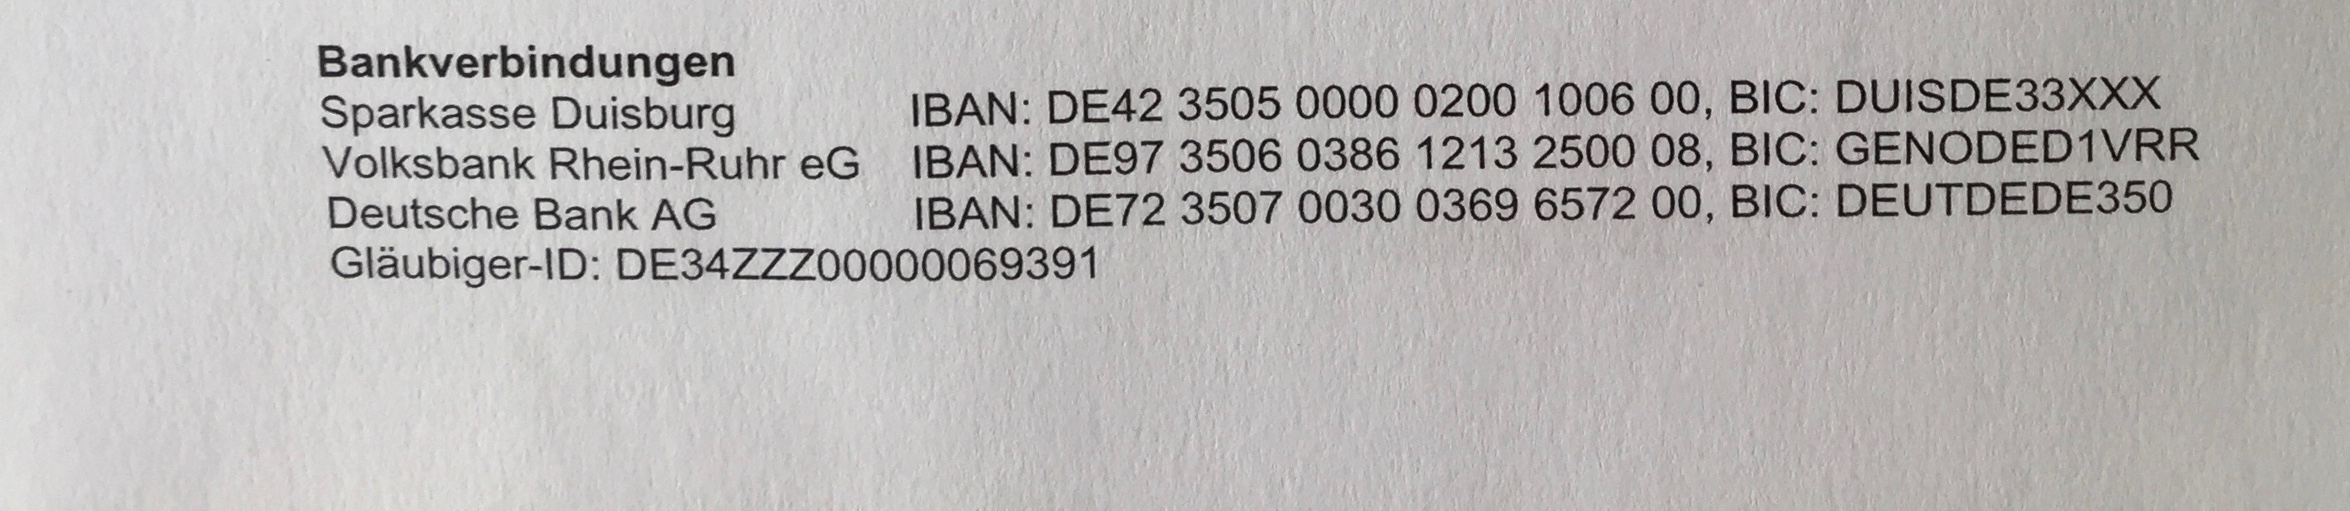 Bankverbindungen
Sparkasse Duisburg IBAN: DE42 3505 0000 0200 1006 00, BIC: DUISDE33XXX
Volksbank Rhein-Ruhr eG IBAN: DE97 3506 0386 1213 2500 08, BIC: GENODED1VRR
Deutsche Bank AG IBAN: DE72 3507 0030 0369 6572 00, BIC: DEUTDEDE350
Gläubiger-ID: DE34ZZZ00000069391